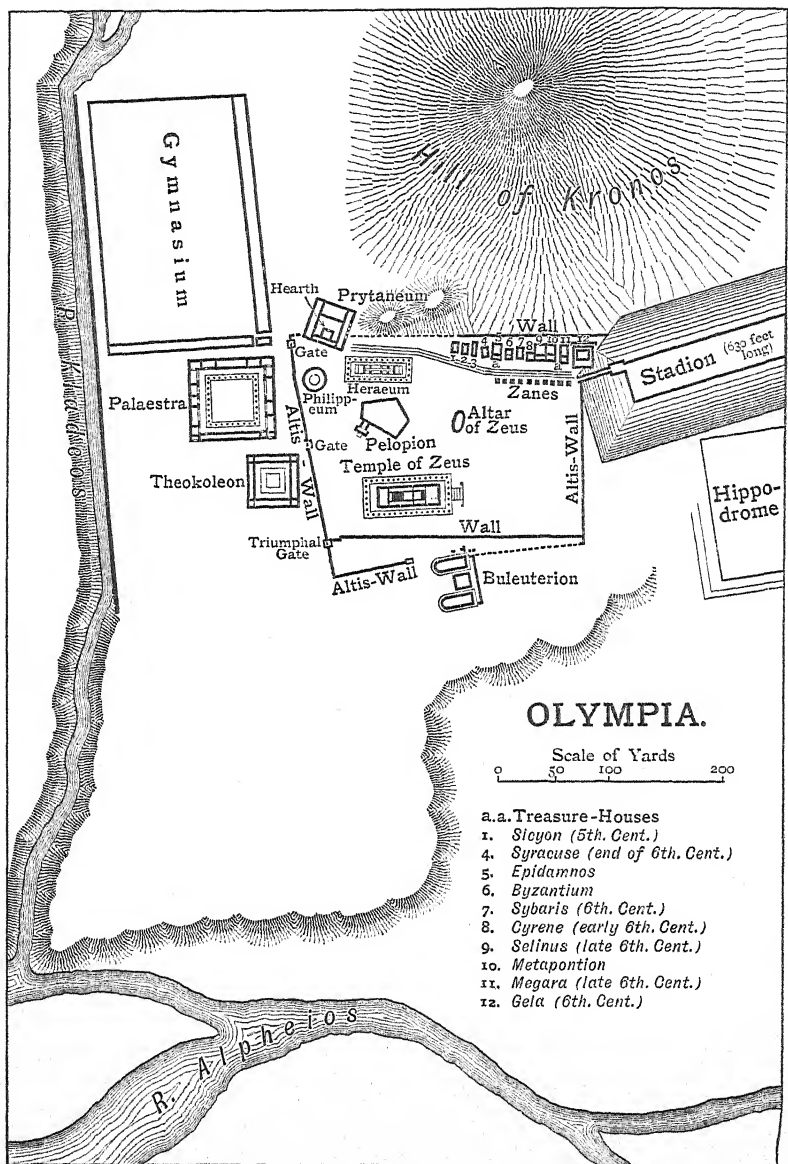 Gymnasium
Hill of Kronos
Hearth
Prytaneum
Wall
Gate
1 2 3 4 5 6 7 8 9 10 11 12
a a
Stadion (630 feet
long)
Heraeum
Philipp-
eum
Zanes
Palaestra
Altis-Wall
Pelopion
Altar
of Zeus
Gate
Altis-Wall
Theokoleon
Temple of Zeus
Hippo-
drome
Wall
Triumphal
Gate
Altis-Wall
Buleuterion
R. Kladeos
OLYMPIA.
Scale of Yards
0 50 100 200
a.a. Treasure-Houses
1. Sicyon (5th. Cent.)
4. Syracuse (end of 6th. Cent.)
5. Epidamnos
6. Byzantium
7. Sybaris (6th. Cent.)
8. Cyrene (early 6th. Cent.)
9. Selinus (late 6th. Cent.)
10. Metapontion
11. Megara (late 6th. Cent.)
12. Gela (6th. Cent.)
R. Alpheios